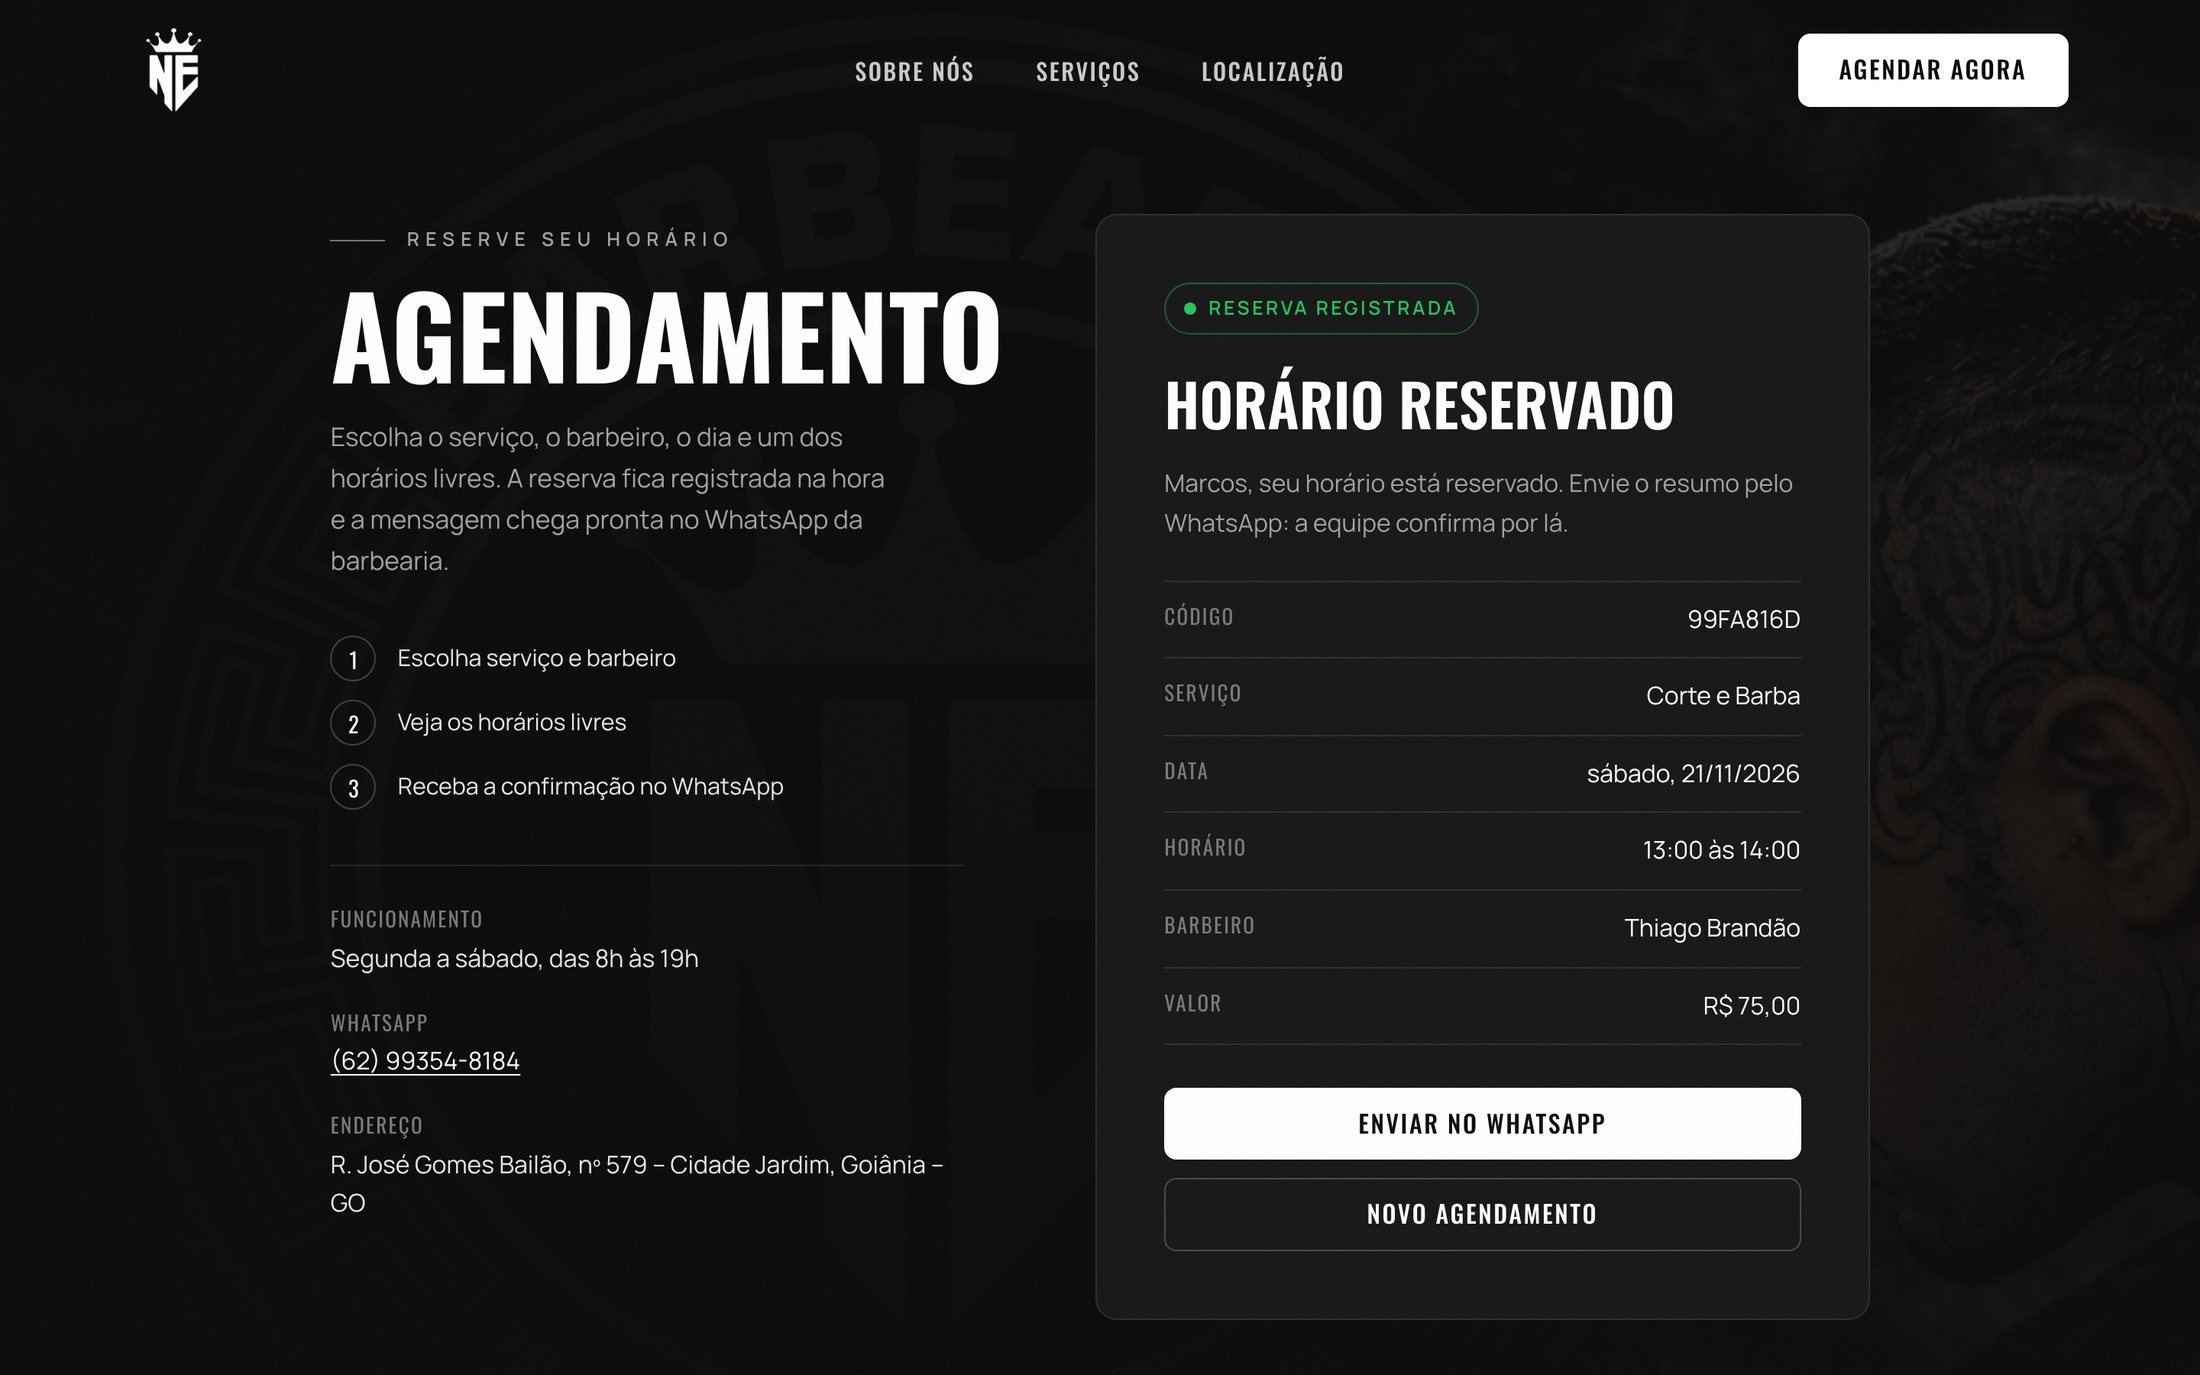 NE
SOBRE NÓS
SERVIÇOS
LOCALIZAÇÃO
AGENDAR AGORA
BARBEA
RESERVE SEU HORÁRIO
AGENDAMENTO
Escolha o serviço, o barbeiro, o dia e um dos
horários livres. A reserva fica registrada na hora
e a mensagem chega pronta no WhatsApp da
barbearia.
1 Escolha serviço e barbeiro
2 Veja os horários livres
3 Receba a confirmação no WhatsApp
FUNCIONAMENTO
Segunda a sábado, das 8h às 19h
WHATSAPP
(62) 99354-8184
ENDEREÇO
R. José Gomes Bailão, nº 579 – Cidade Jardim, Goiânia –
GO
RESERVA REGISTRADA
HORÁRIO RESERVADO
Marcos, seu horário está reservado. Envie o resumo pelo
WhatsApp: a equipe confirma por lá.
CÓDIGO 99FA816D
SERVIÇO Corte e Barba
DATA sábado, 21/11/2026
HORÁRIO 13:00 às 14:00
BARBEIRO Thiago Brandão
VALOR R$ 75,00
ENVIAR NO WHATSAPP
NOVO AGENDAMENTO